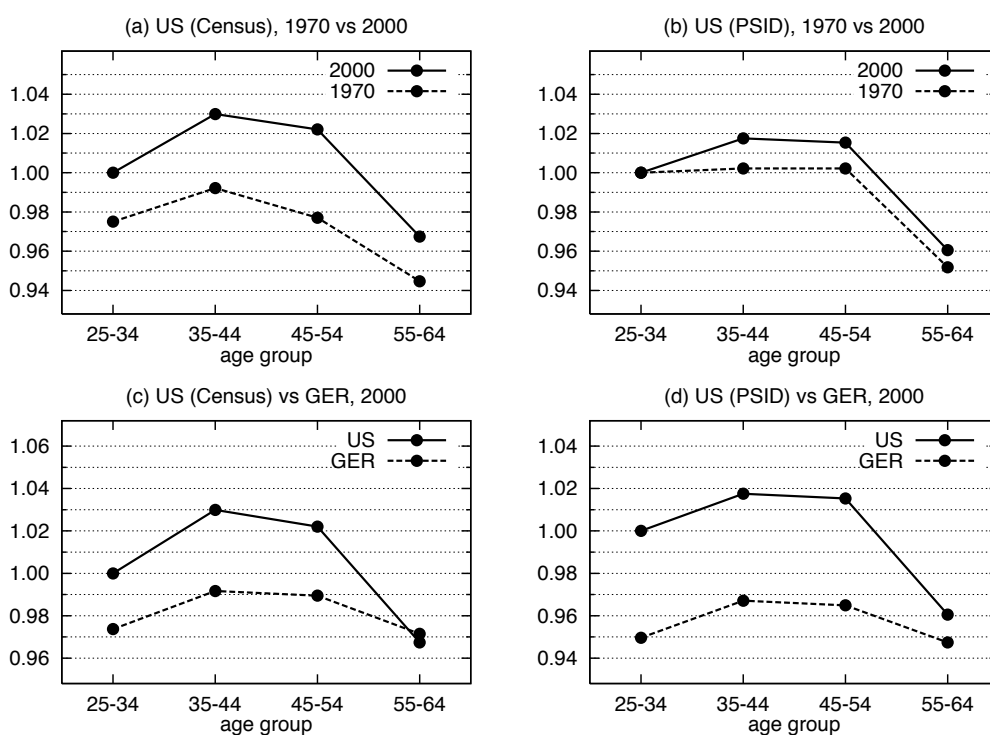 (a) US (Census), 1970 vs 2000
2000
1970
1.04
1.02
1.00
0.98
0.96
0.94
25-34 35-44 45-54 55-64
age group
(b) US (PSID), 1970 vs 2000
2000
1970
1.04
1.02
1.00
0.98
0.96
0.94
25-34 35-44 45-54 55-64
age group
(c) US (Census) vs GER, 2000
US
GER
1.06
1.04
1.02
1.00
0.98
0.96
25-34 35-44 45-54 55-64
age group
(d) US (PSID) vs GER, 2000
US
GER
1.04
1.02
1.00
0.98
0.96
0.94
25-34 35-44 45-54 55-64
age group